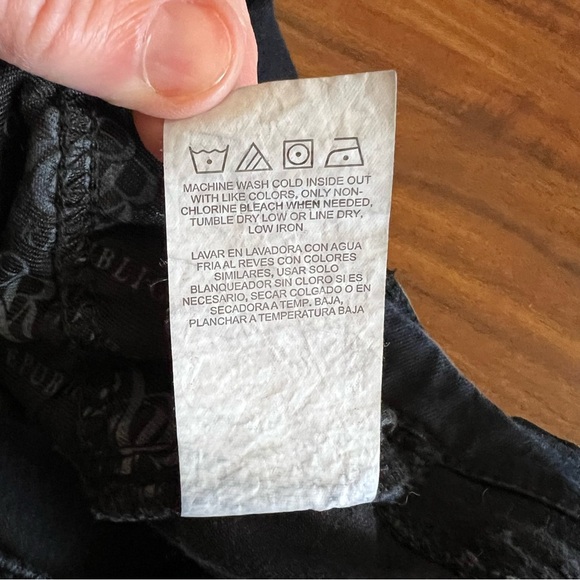 MACHINE WASH COLD INSIDE OUT
WITH LIKE COLORS, ONLY NON-
CHLORINE BLEACH WHEN NEEDED,
TUMBLE DRY LOW OR LINE DRY,
LOW IRON
LAVAR EN LAVADORA CON AGUA
FRIA AL REVES CON COLORES
SIMILARES, USAR SOLO
BLANQUEADOR SIN CLORO SI ES
NECESARIO, SECAR COLGADO O EN
SECADORA A TEMP. BAJA,
PLANCHAR A TEMPERATURA BAJA